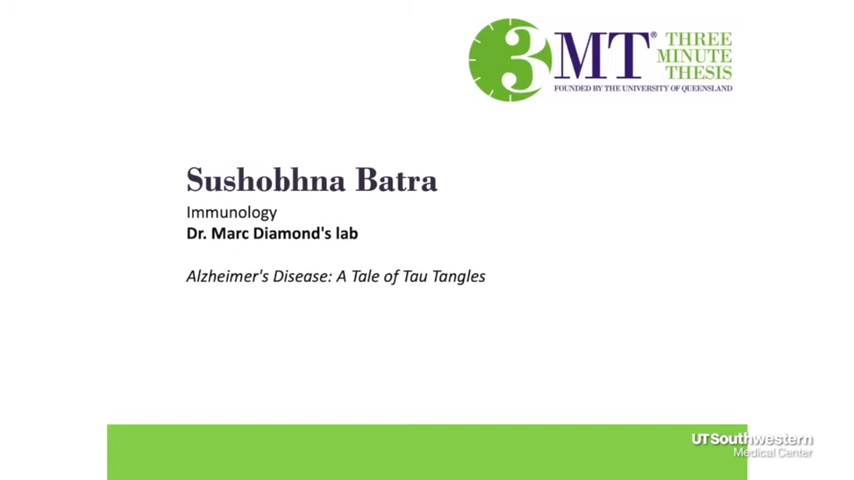 3MT® THREE
MINUTE
THESIS
FOUNDED BY THE UNIVERSITY OF QUEENSLAND
Sushobhna Batra
Immunology
Dr. Marc Diamond's lab
Alzheimer's Disease: A Tale of Tau Tangles
UTSouthwestern
Medical Center